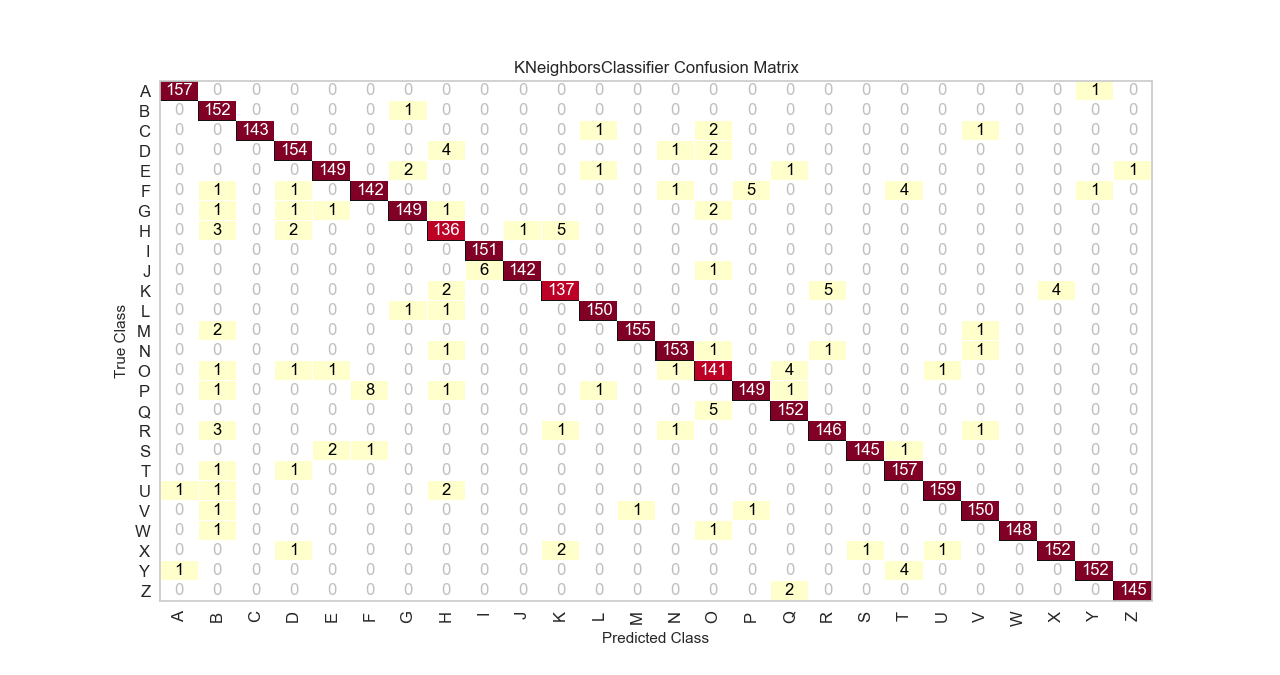 KNeighborsClassifier Confusion Matrix
A 157 0 0 0 0 0 0 0 0 0 0 0 0 0 0 0 0 0 0 0 0 0 0 0 1 0
B 0 152 0 0 0 0 1 0 0 0 0 0 0 0 0 0 0 0 0 0 0 0 0 0 0 0
C 0 0 143 0 0 0 0 0 0 0 0 1 0 0 2 0 0 0 0 0 0 1 0 0 0 0
D 0 0 0 154 0 0 0 4 0 0 0 0 0 1 2 0 0 0 0 0 0 0 0 0 0 0
E 0 0 0 0 149 0 2 0 0 0 0 1 0 0 0 0 1 0 0 0 0 0 0 0 0 1
F 0 1 0 1 0 142 0 0 0 0 0 0 0 1 0 5 0 0 0 4 0 0 0 0 1 0
G 0 1 0 1 1 0 149 1 0 0 0 0 0 0 2 0 0 0 0 0 0 0 0 0 0 0
H 0 3 0 2 0 0 0 136 0 1 5 0 0 0 0 0 0 0 0 0 0 0 0 0 0 0
I 0 0 0 0 0 0 0 0 151 0 0 0 0 0 0 0 0 0 0 0 0 0 0 0 0 0
J 0 0 0 0 0 0 0 0 6 142 0 0 0 0 1 0 0 0 0 0 0 0 0 0 0 0
K 0 0 0 0 0 0 0 2 0 0 137 0 0 0 0 0 0 5 0 0 0 0 0 4 0 0
L 0 0 0 0 0 0 1 1 0 0 0 150 0 0 0 0 0 0 0 0 0 0 0 0 0 0
M 0 2 0 0 0 0 0 0 0 0 0 0 155 0 0 0 0 0 0 0 0 1 0 0 0 0
N 0 0 0 0 0 0 0 1 0 0 0 0 0 153 1 0 0 1 0 0 0 1 0 0 0 0
O 0 1 0 1 1 0 0 0 0 0 0 0 0 1 141 0 4 0 0 0 1 0 0 0 0 0
P 0 1 0 0 0 8 0 1 0 0 0 1 0 0 0 149 1 0 0 0 0 0 0 0 0 0
Q 0 0 0 0 0 0 0 0 0 0 0 0 0 0 5 0 152 0 0 0 0 0 0 0 0 0
R 0 3 0 0 0 0 0 0 0 0 1 0 0 1 0 0 0 146 0 0 0 1 0 0 0 0
S 0 0 0 0 2 1 0 0 0 0 0 0 0 0 0 0 0 0 145 1 0 0 0 0 0 0
T 0 1 0 1 0 0 0 0 0 0 0 0 0 0 0 0 0 0 0 157 0 0 0 0 0 0
U 1 1 0 0 0 0 0 2 0 0 0 0 0 0 0 0 0 0 0 0 159 0 0 0 0 0
V 0 1 0 0 0 0 0 0 0 0 0 0 1 0 0 1 0 0 0 0 0 150 0 0 0 0
W 0 1 0 0 0 0 0 0 0 0 0 0 0 0 1 0 0 0 0 0 0 0 148 0 0 0
X 0 0 0 1 0 0 0 0 0 0 2 0 0 0 0 0 0 0 1 0 1 0 0 152 0 0
Y 1 0 0 0 0 0 0 0 0 0 0 0 0 0 0 0 0 0 0 4 0 0 0 0 152 0
Z 0 0 0 0 0 0 0 0 0 0 0 0 0 0 0 0 2 0 0 0 0 0 0 0 0 145
True Class
A B C D E F G H I J K L M N O P Q R S T U V W X Y Z
Predicted Class